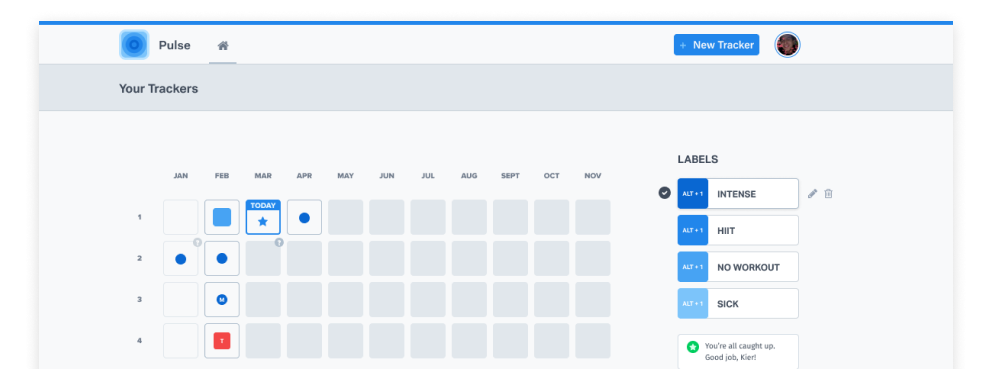 Pulse
+ New Tracker
Your Trackers
LABELS
JAN FEB MAR APR MAY JUN JUL AUG SEPT OCT NOV
ALT + 1 INTENSE
TODAY
1
ALT + 1 HIIT
2
ALT + 1 NO WORKOUT
3
M
ALT + 1 SICK
4
T
You're all caught up.
Good job, Kier!